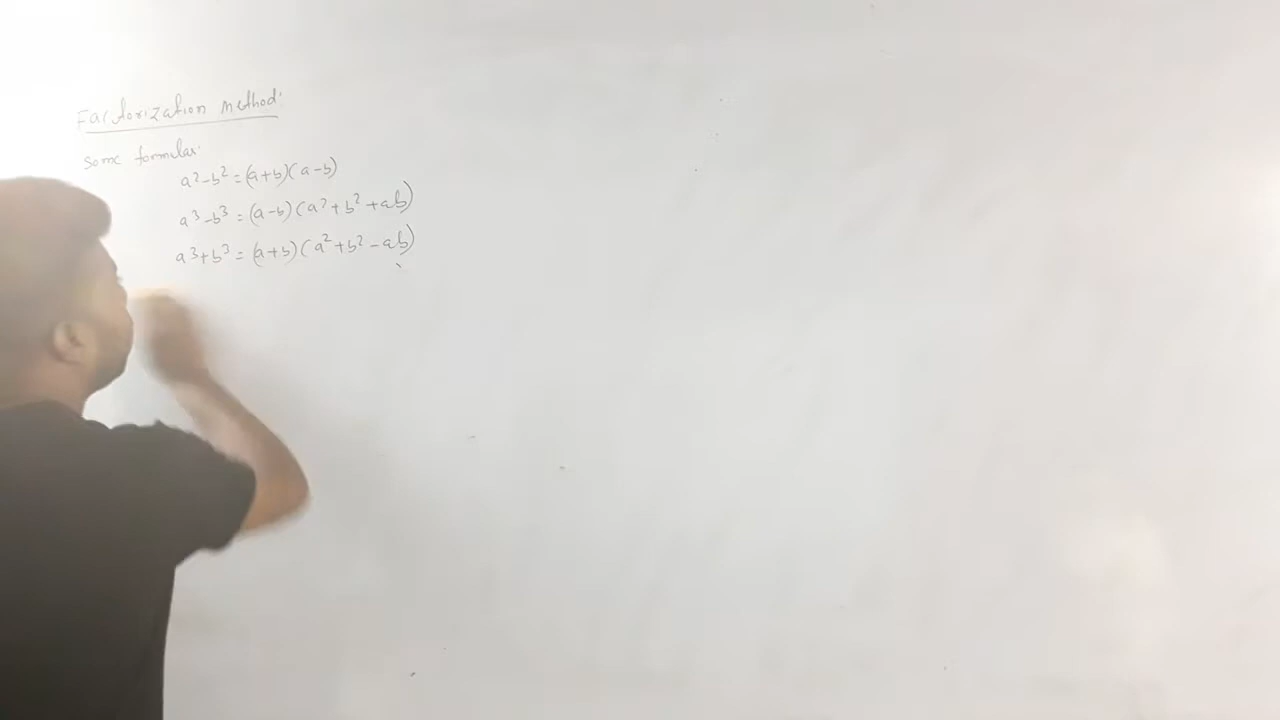 Factorization method:
Some formulas:
a²-b² = (a+b)(a-b)
a³-b³ = (a-b)(a²+b²+ab)
a³+b³ = (a+b)(a²+b²-ab)